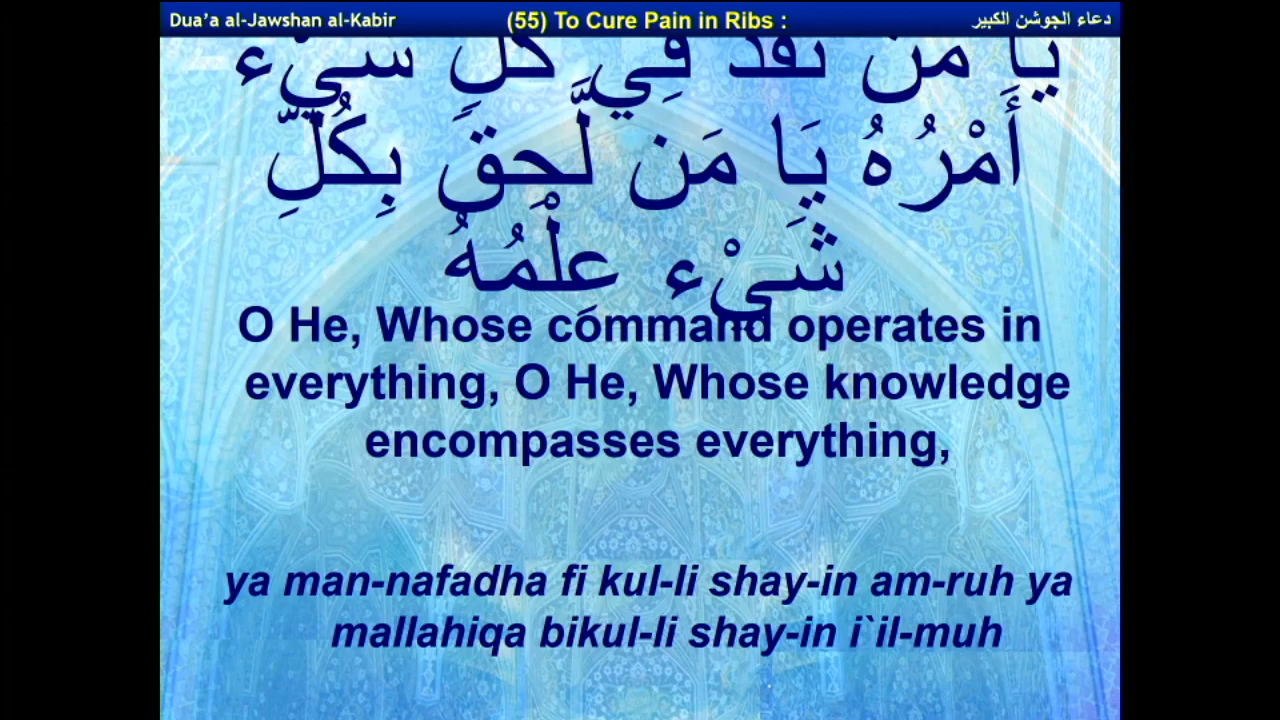 Dua'a al-Jawshan al-Kabir (55) To Cure Pain in Ribs : دعاء الجوشن الكبير
يَا مَنْ نَفَذَ فِي كُلِّ شَيْءٍ
أَمْرُهُ يَا مَن لَّحِقَ بِكُلِّ
شَيْءٍ عِلْمُهُ
O He, Whose command operates in
everything, O He, Whose knowledge
encompasses everything,
ya man-nafadha fi kul-li shay-in am-ruh ya
mallahiqa bikul-li shay-in i`il-muh